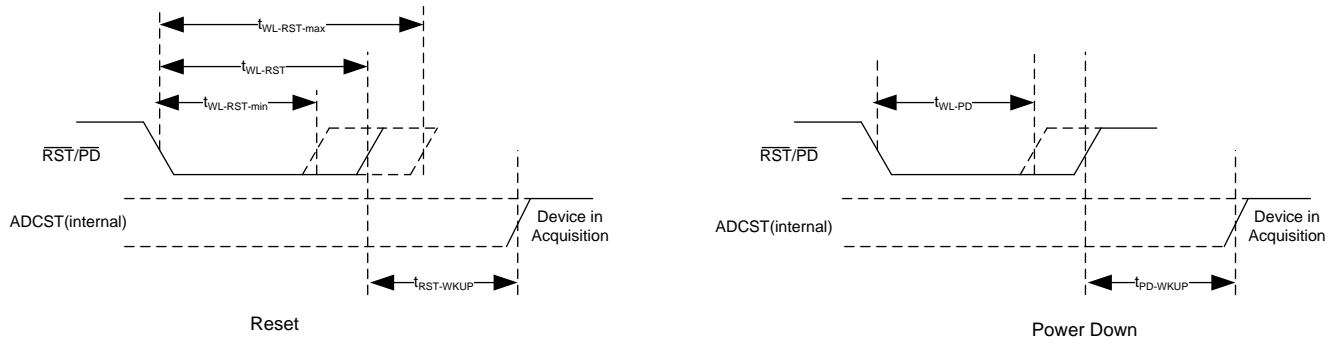 tWL-RST-max
tWL-RST
tWL-RST-min
RST/PD
ADCST(internal)
Device in
Acquisition
tRST-WKUP
Reset
tWL-PD
RST/PD
ADCST(internal)
Device in
Acquisition
tPD-WKUP
Power Down